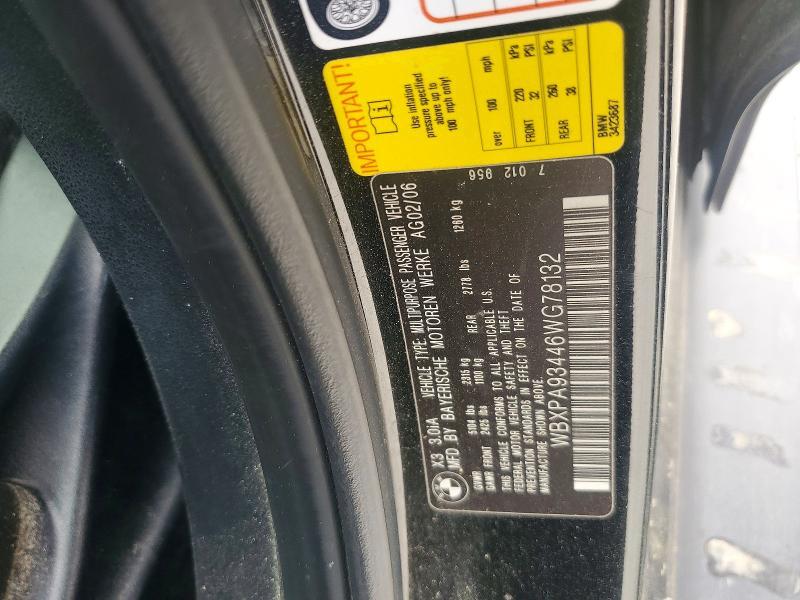 IMPORTANT!
Use inflation
pressure specified
above up to
100 mph only!
over 100 mph
kPa PSI
FRONT 220 32
kPa PSI
REAR 260 38
BMW
3423687
7 012 956
X3 3.0iA VEHICLE TYPE: MULTIPURPOSE PASSENGER VEHICLE
MFD.BY BAYERISCHE MOTOREN WERKE AG02/06
GVWR 5104 lbs 2315 kg
GAWR FRONT 2425 lbs 1100 kg REAR 2778 lbs 1260 kg
THIS VEHICLE CONFORMS TO ALL APPLICABLE U.S.
FEDERAL MOTOR VEHICLE SAFETY AND THEFT
PREVENTION STANDARDS IN EFFECT ON THE DATE OF
MANUFACTURE SHOWN ABOVE.
WBXPA93446WG78132